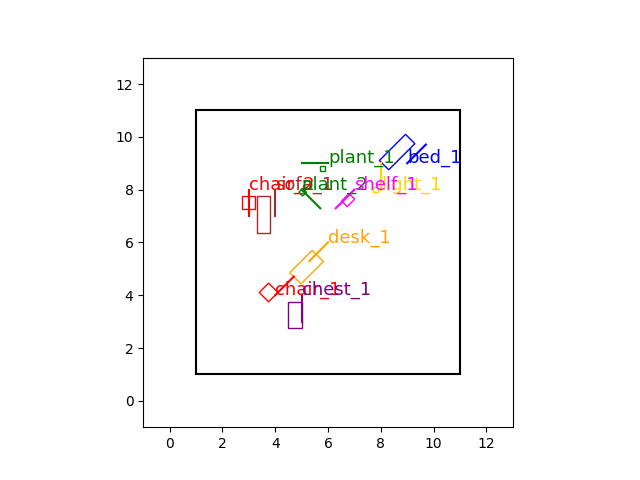 12
10
8
6
4
2
0
plant_1
bed_1
chair_2
sofa_1
plant_2
shelf_1
light_1
desk_1
chair_1
chest_1
0 2 4 6 8 10 12